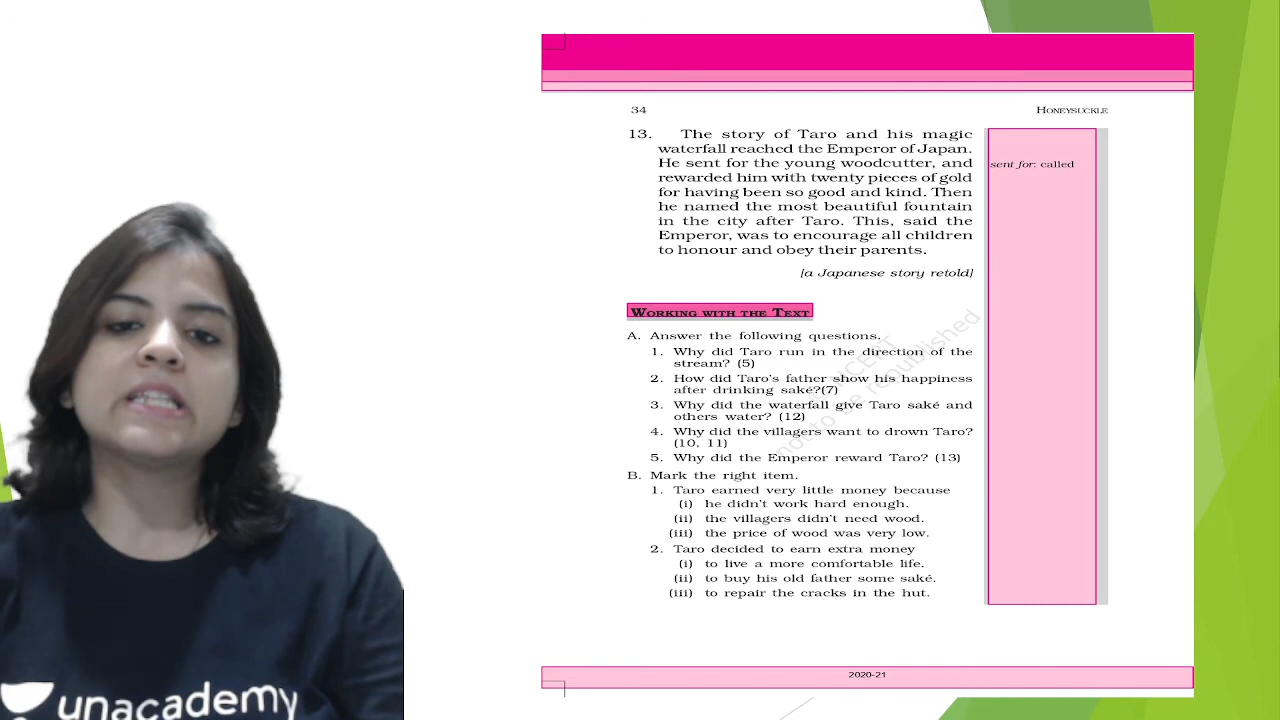 34 HONEYSUCKLE
13. The story of Taro and his magic
waterfall reached the Emperor of Japan.
He sent for the young woodcutter, and
rewarded him with twenty pieces of gold
for having been so good and kind. Then
he named the most beautiful fountain
in the city after Taro. This, said the
Emperor, was to encourage all children
to honour and obey their parents.
[a Japanese story retold]
sent for: called
WORKING WITH THE TEXT
A. Answer the following questions.
1. Why did Taro run in the direction of the
stream? (5)
2. How did Taro's father show his happiness
after drinking saké?(7)
3. Why did the waterfall give Taro saké and
others water? (12)
4. Why did the villagers want to drown Taro?
(10, 11)
5. Why did the Emperor reward Taro? (13)
B. Mark the right item.
1. Taro earned very little money because
(i) he didn't work hard enough.
(ii) the villagers didn't need wood.
(iii) the price of wood was very low.
2. Taro decided to earn extra money
(i) to live a more comfortable life.
(ii) to buy his old father some saké.
(iii) to repair the cracks in the hut.
NCERT
not to be republished
2020-21
unacademy